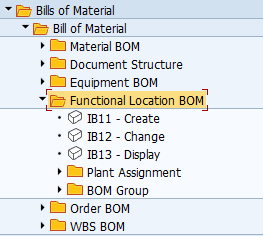 Bills of Material
Bill of Material
Material BOM
Document Structure
Equipment BOM
Functional Location BOM
IB11 - Create
IB12 - Change
IB13 - Display
Plant Assignment
BOM Group
Order BOM
WBS BOM